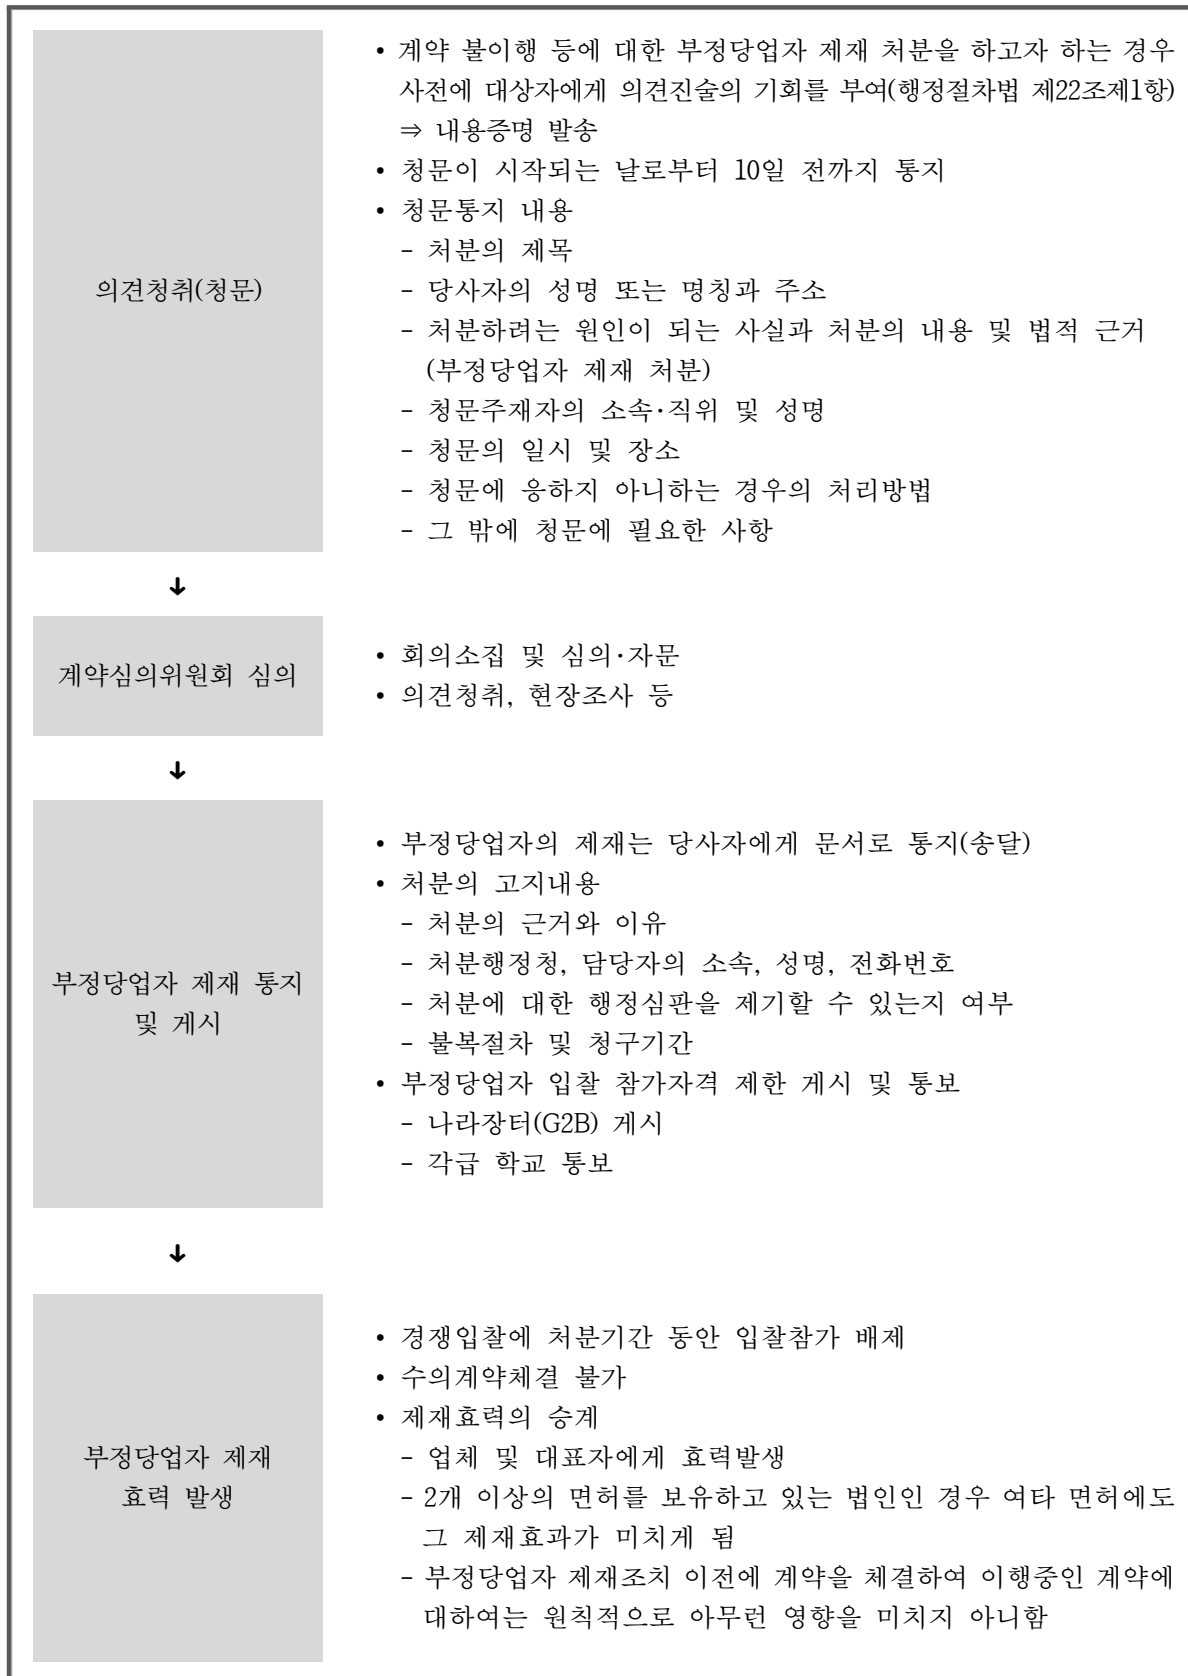 의견청취(청문)
• 계약 불이행 등에 대한 부정당업자 제재 처분을 하고자 하는 경우
사전에 대상자에게 의견진술의 기회를 부여(행정절차법 제22조제1항)
⇒ 내용증명 발송
• 청문이 시작되는 날로부터 10일 전까지 통지
• 청문통지 내용
- 처분의 제목
- 당사자의 성명 또는 명칭과 주소
- 처분하려는 원인이 되는 사실과 처분의 내용 및 법적 근거
(부정당업자 제재 처분)
- 청문주재자의 소속·직위 및 성명
- 청문의 일시 및 장소
- 청문에 응하지 아니하는 경우의 처리방법
- 그 밖에 청문에 필요한 사항
↓
계약심의위원회 심의
• 회의소집 및 심의·자문
• 의견청취, 현장조사 등
↓
부정당업자 제재 통지
및 게시
• 부정당업자의 제재는 당사자에게 문서로 통지(송달)
• 처분의 고지내용
- 처분의 근거와 이유
- 처분행정청, 담당자의 소속, 성명, 전화번호
- 처분에 대한 행정심판을 제기할 수 있는지 여부
- 불복절차 및 청구기간
• 부정당업자 입찰 참가자격 제한 게시 및 통보
- 나라장터(G2B) 게시
- 각급 학교 통보
↓
부정당업자 제재
효력 발생
• 경쟁입찰에 처분기간 동안 입찰참가 배제
• 수의계약체결 불가
• 제재효력의 승계
- 업체 및 대표자에게 효력발생
- 2개 이상의 면허를 보유하고 있는 법인인 경우 여타 면허에도
그 제재효과가 미치게 됨
- 부정당업자 제재조치 이전에 계약을 체결하여 이행중인 계약에
대하여는 원칙적으로 아무런 영향을 미치지 아니함